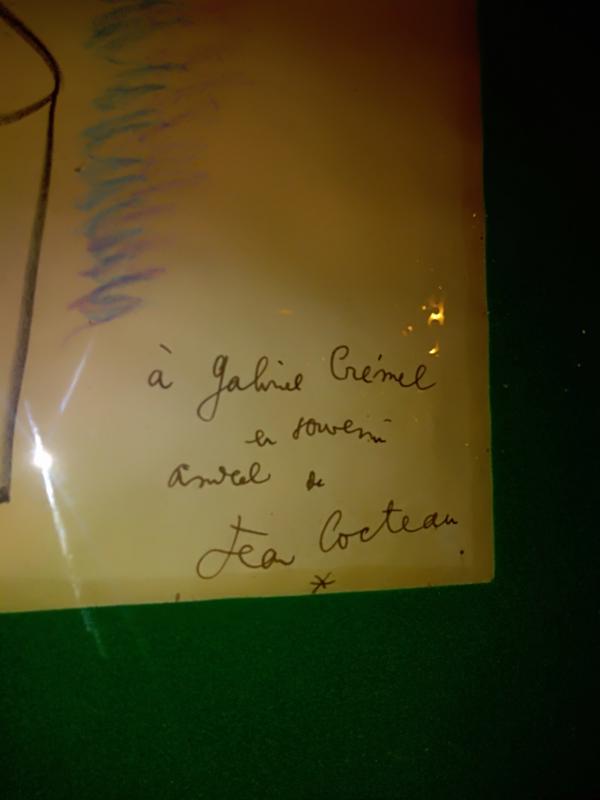 à Gabriel Crémel
en souvenir
amical de
Jean Cocteau
*